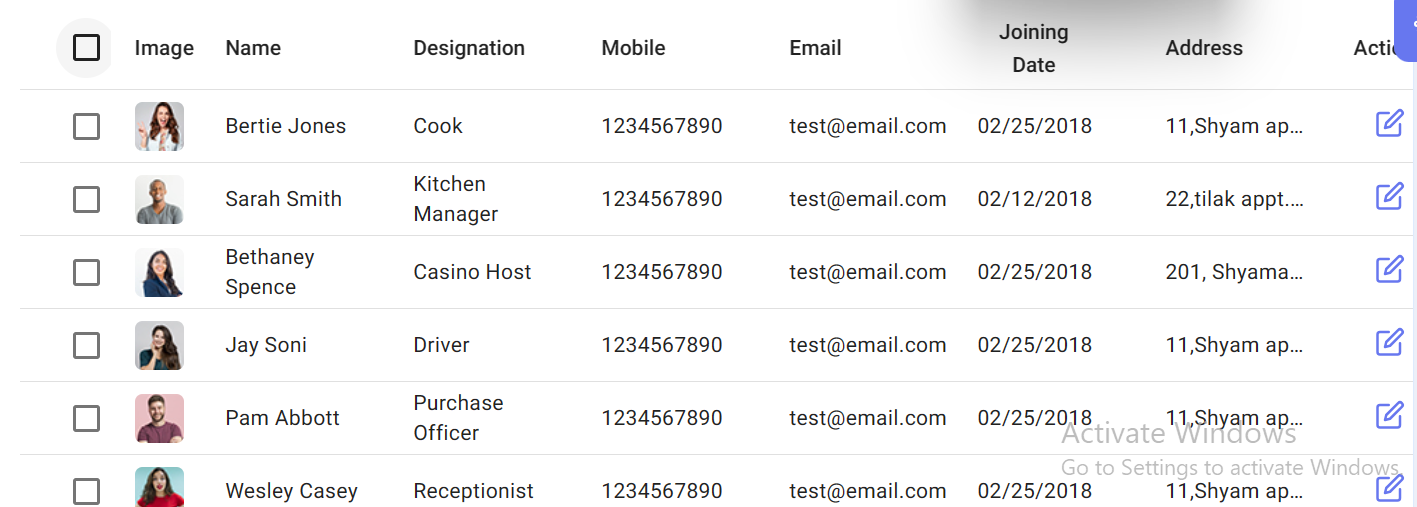 Image Name Designation Mobile Email Joining Date Address Actio
Bertie Jones Cook 1234567890 test@email.com 02/25/2018 11,Shyam ap...
Sarah Smith Kitchen Manager 1234567890 test@email.com 02/12/2018 22,tilak appt....
Bethaney Spence Casino Host 1234567890 test@email.com 02/25/2018 201, Shyama...
Jay Soni Driver 1234567890 test@email.com 02/25/2018 11,Shyam ap...
Pam Abbott Purchase Officer 1234567890 test@email.com 02/25/2018 11,Shyam ap...
Activate Windows
Go to Settings to activate Windows.
Wesley Casey Receptionist 1234567890 test@email.com 02/25/2018 11,Shyam ap...